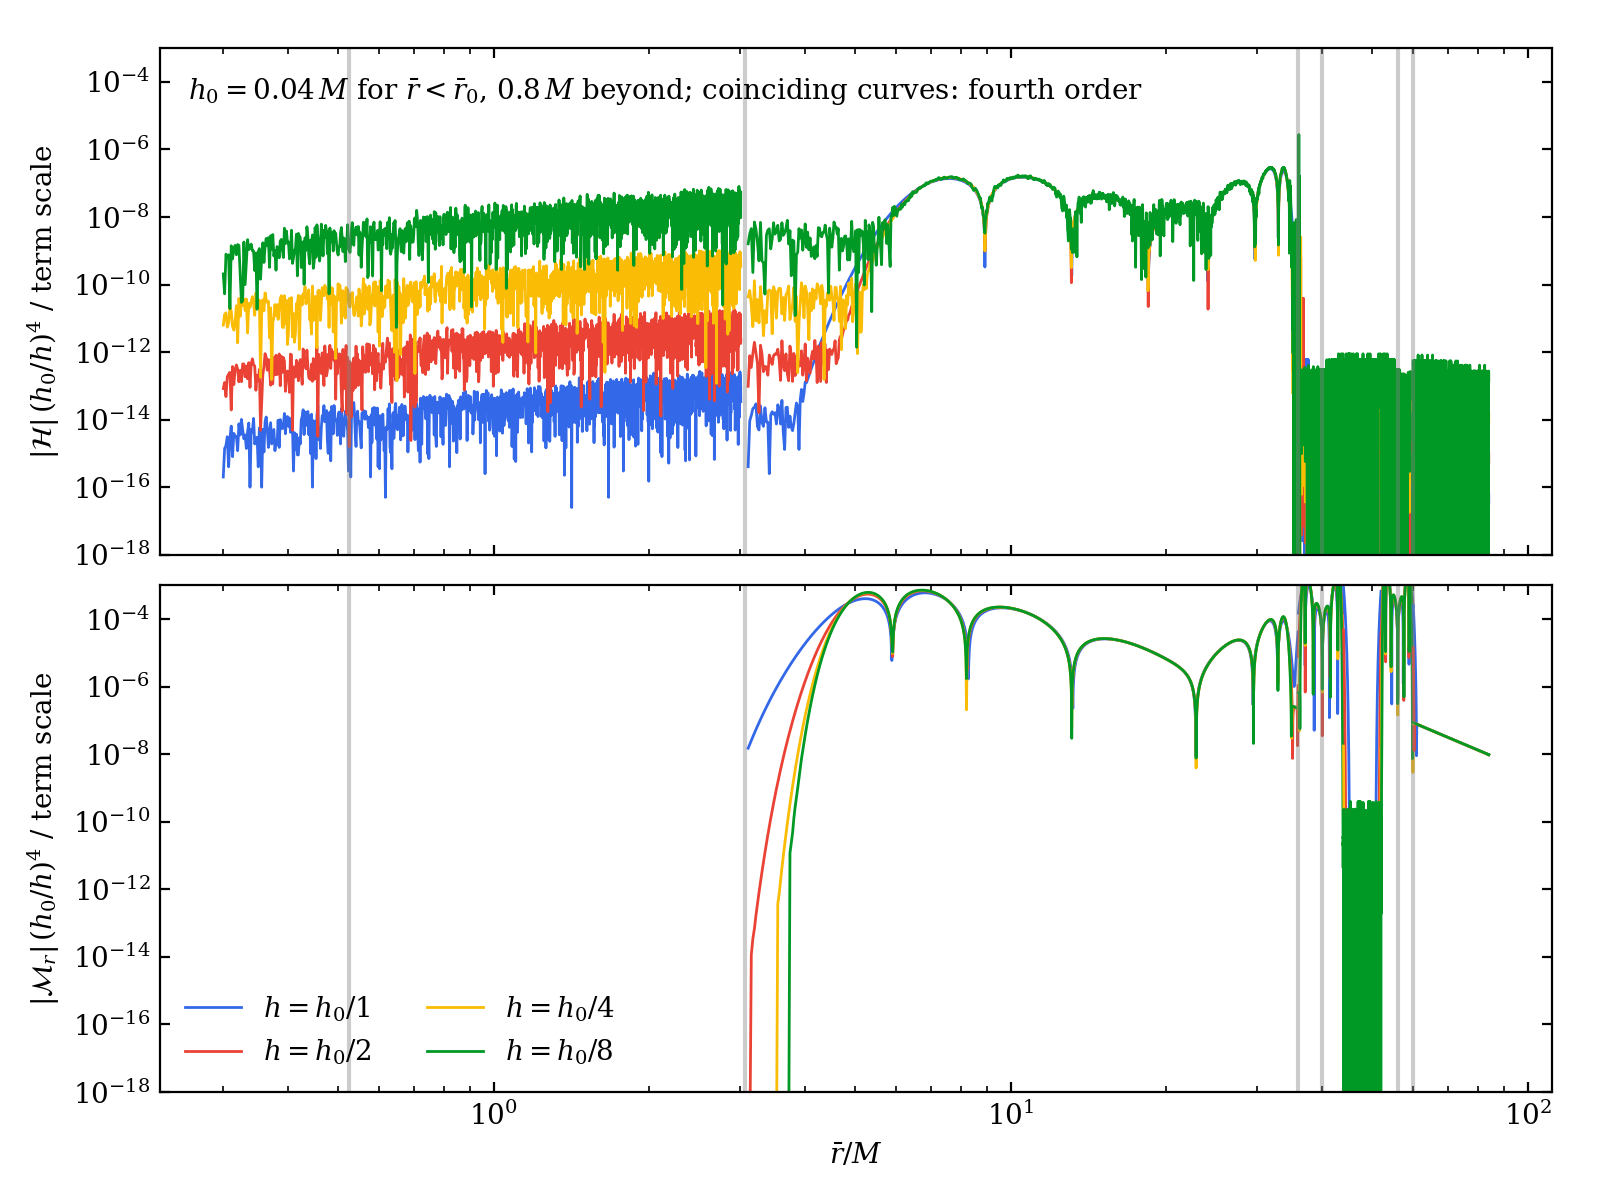 h₀ = 0.04 M for r̄ < r̄₀, 0.8 M beyond; coinciding curves: fourth order
|ℋ| (h₀/h)⁴ / term scale
10⁻⁴
10⁻⁶
10⁻⁸
10⁻¹⁰
10⁻¹²
10⁻¹⁴
10⁻¹⁶
10⁻¹⁸
|ℳᵣ| (h₀/h)⁴ / term scale
10⁻⁴
10⁻⁶
10⁻⁸
10⁻¹⁰
10⁻¹²
10⁻¹⁴
10⁻¹⁶
10⁻¹⁸
h = h₀/1
h = h₀/2
h = h₀/4
h = h₀/8
10⁰ 10¹ 10²
r̄/M